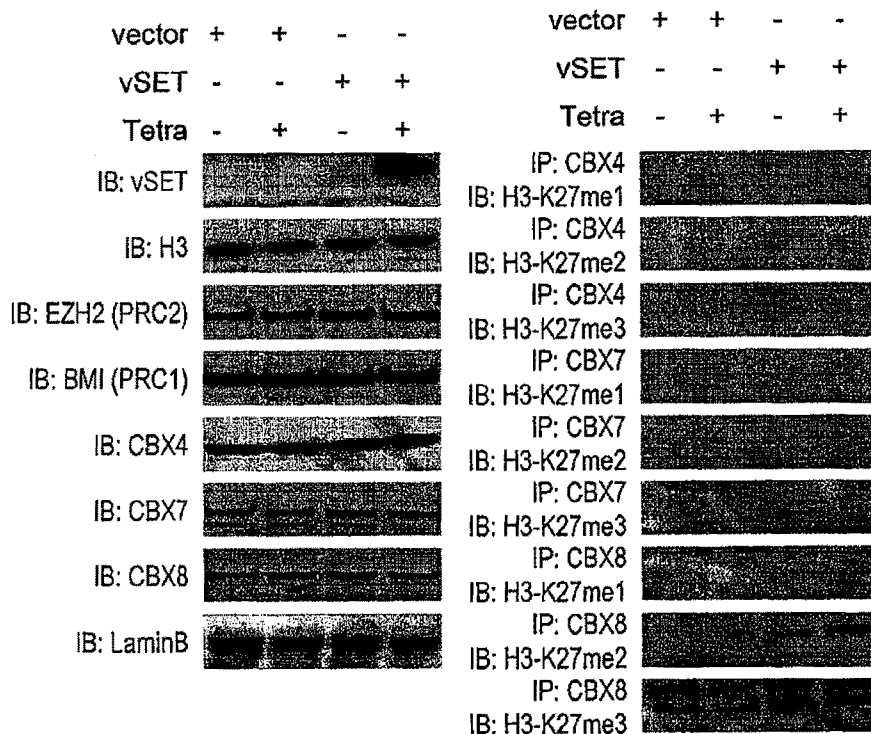 vector + + - -
vSET - - + +
Tetra - + - +
IB: vSET
IB: H3
IB: EZH2 (PRC2)
IB: BMI (PRC1)
IB: CBX4
IB: CBX7
IB: CBX8
IB: LaminB
vector + + - -
vSET - - + +
Tetra - + - +
IP: CBX4
IB: H3-K27me1
IP: CBX4
IB: H3-K27me2
IP: CBX4
IB: H3-K27me3
IP: CBX7
IB: H3-K27me1
IP: CBX7
IB: H3-K27me2
IP: CBX7
IB: H3-K27me3
IP: CBX8
IB: H3-K27me1
IP: CBX8
IB: H3-K27me2
IP: CBX8
IB: H3-K27me3